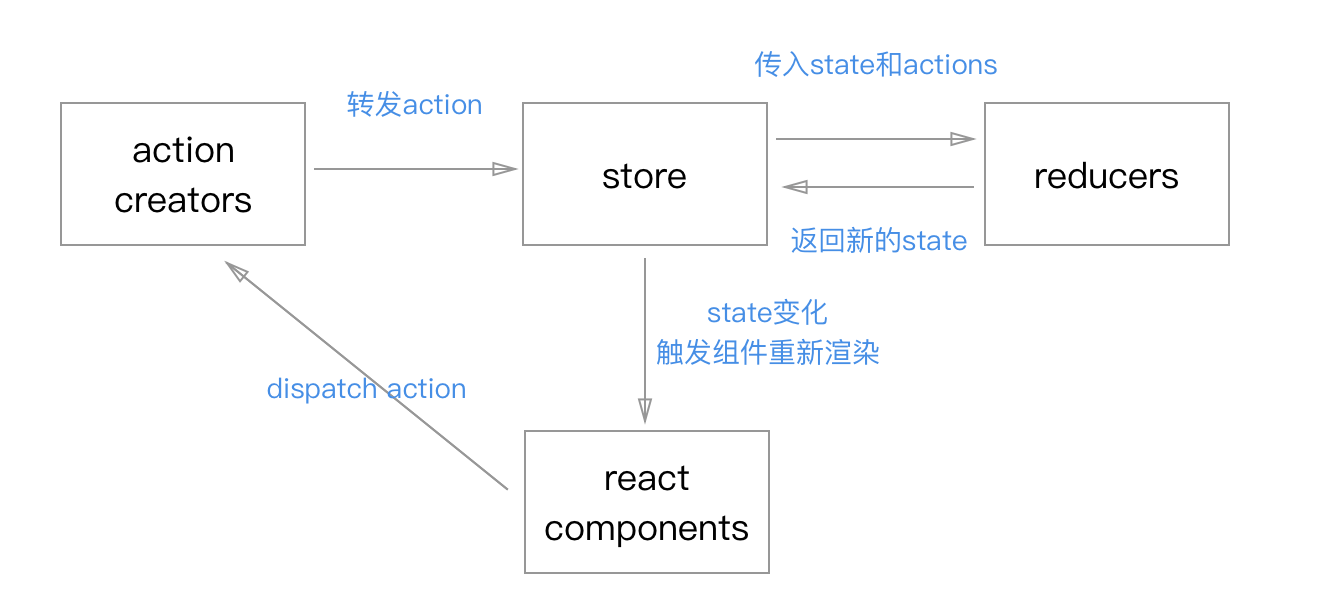 传入state和actions
转发action
action
creators
store
reducers
返回新的state
state变化
触发组件重新渲染
dispatch action
react
components